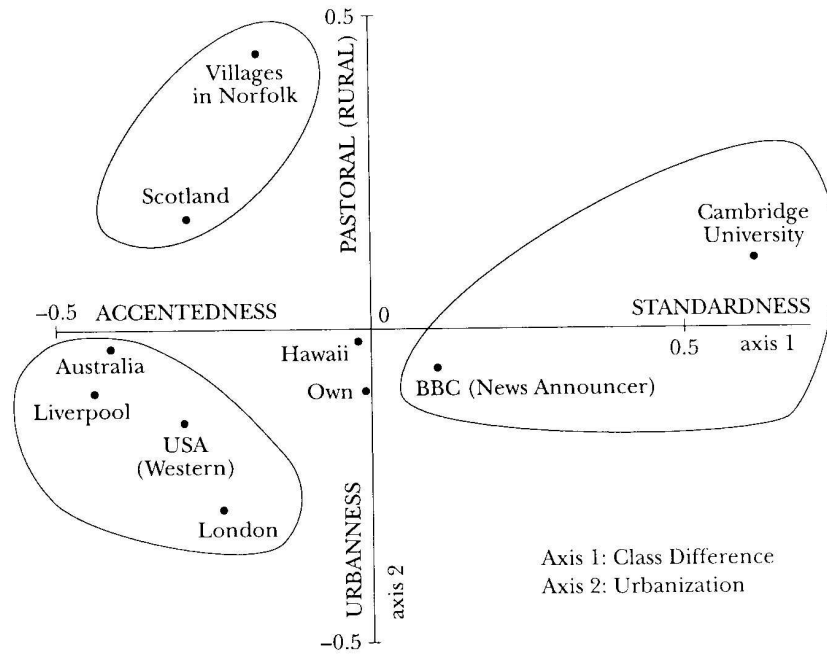 0.5
PASTORAL (RURAL)
Villages
in Norfolk
Scotland
Cambridge
University
−0.5
ACCENTEDNESS
0
STANDARDNESS
0.5
axis 1
Hawaii
Australia
Own
BBC (News Announcer)
Liverpool
USA
(Western)
London
URBANNESS
axis 2
Axis 1: Class Difference
Axis 2: Urbanization
−0.5